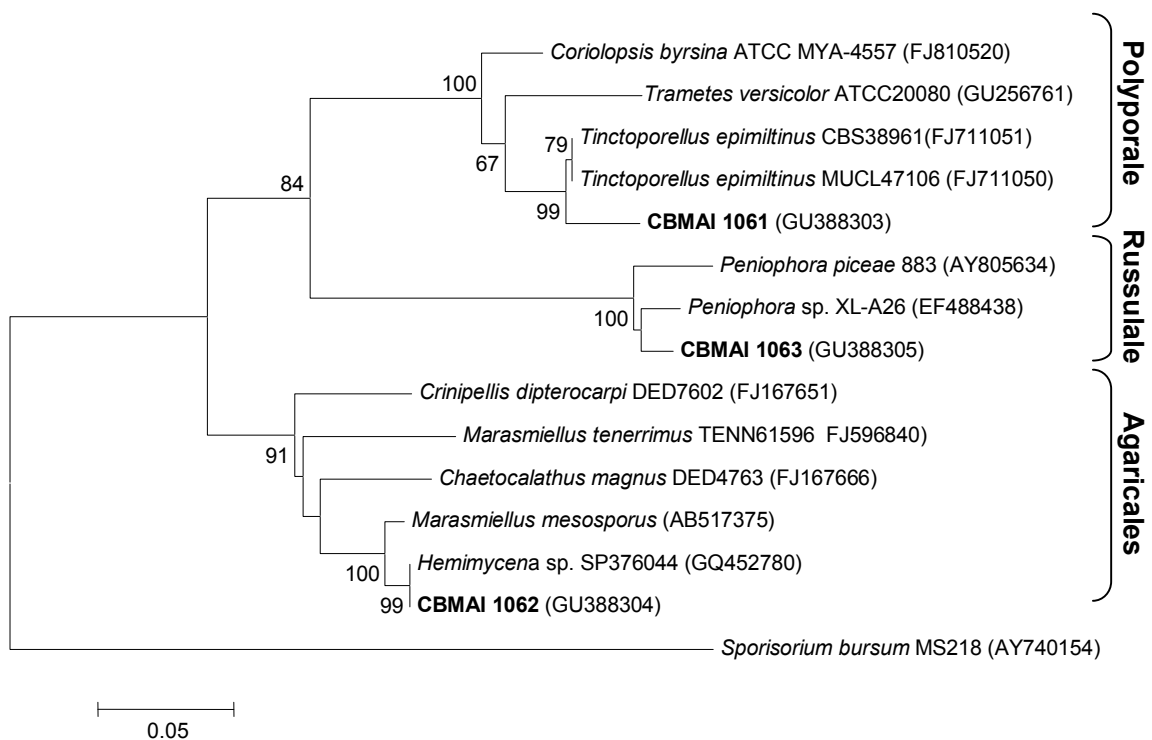 Coriolopsis byrsina ATCC MYA-4557 (FJ810520)
100
Trametes versicolor ATCC20080 (GU256761)
79
Tinctoporellus epimiltinus CBS38961(FJ711051)
67
Tinctoporellus epimiltinus MUCL47106 (FJ711050)
84
99
CBMAI 1061 (GU388303)
Polyporale
Peniophora piceae 883 (AY805634)
Peniophora sp. XL-A26 (EF488438)
100
CBMAI 1063 (GU388305)
Russulale
Crinipellis dipterocarpi DED7602 (FJ167651)
Marasmiellus tenerrimus TENN61596 FJ596840)
91
Chaetocalathus magnus DED4763 (FJ167666)
Marasmiellus mesosporus (AB517375)
Hemimycena sp. SP376044 (GQ452780)
100
99
CBMAI 1062 (GU388304)
Agaricales
Sporisorium bursum MS218 (AY740154)
0.05